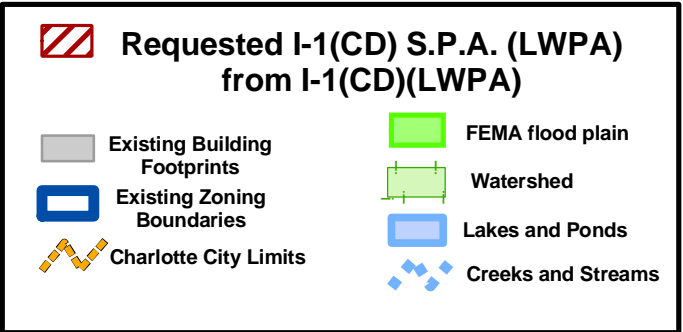 Requested I-1(CD) S.P.A. (LWPA)
from I-1(CD)(LWPA)
Existing Building
Footprints
Existing Zoning
Boundaries
Charlotte City Limits
FEMA flood plain
Watershed
Lakes and Ponds
Creeks and Streams